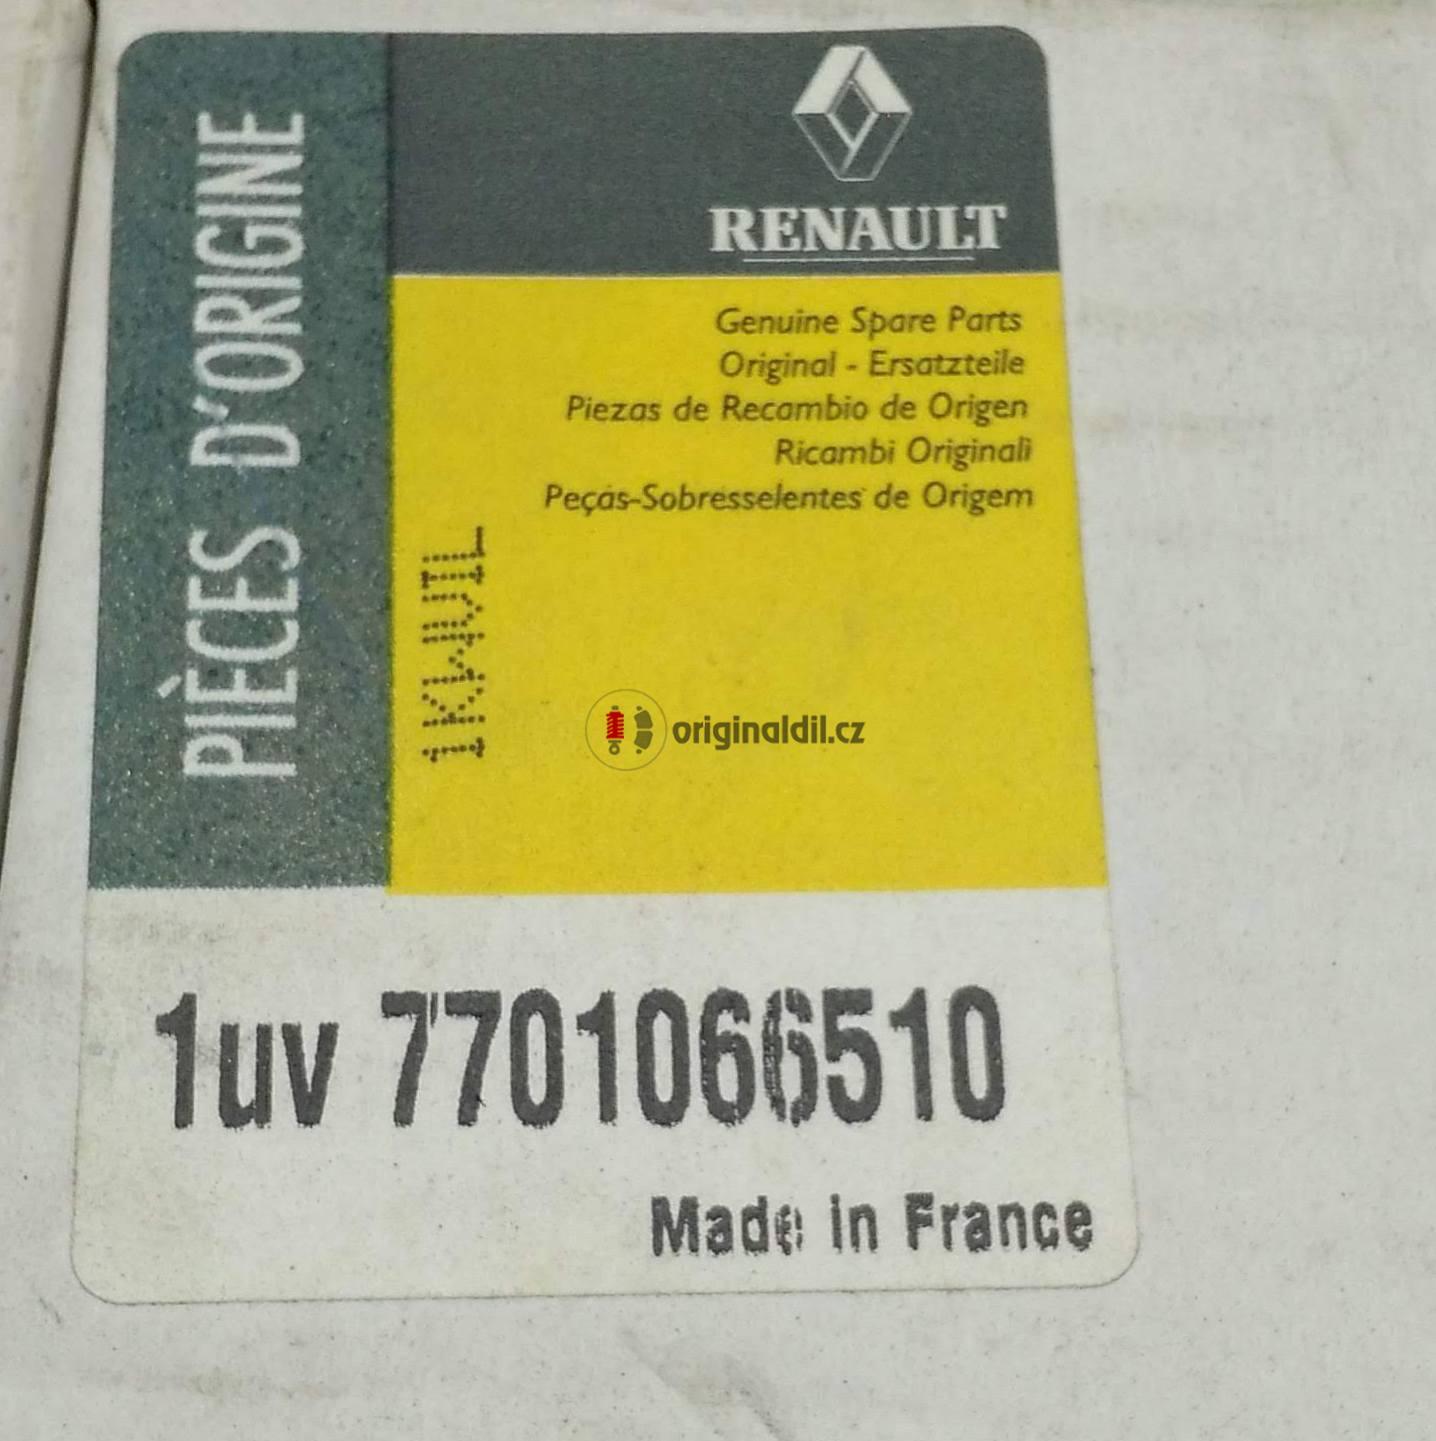 PIÈCES D'ORIGINE
RENAULT
Genuine Spare Parts
Original - Ersatzteile
Piezas de Recambio de Origen
Ricambi Originali
Peças-Sobresselentes de Origem
1KWVIL
originaldil.cz
1uv 7701066510
Made in France